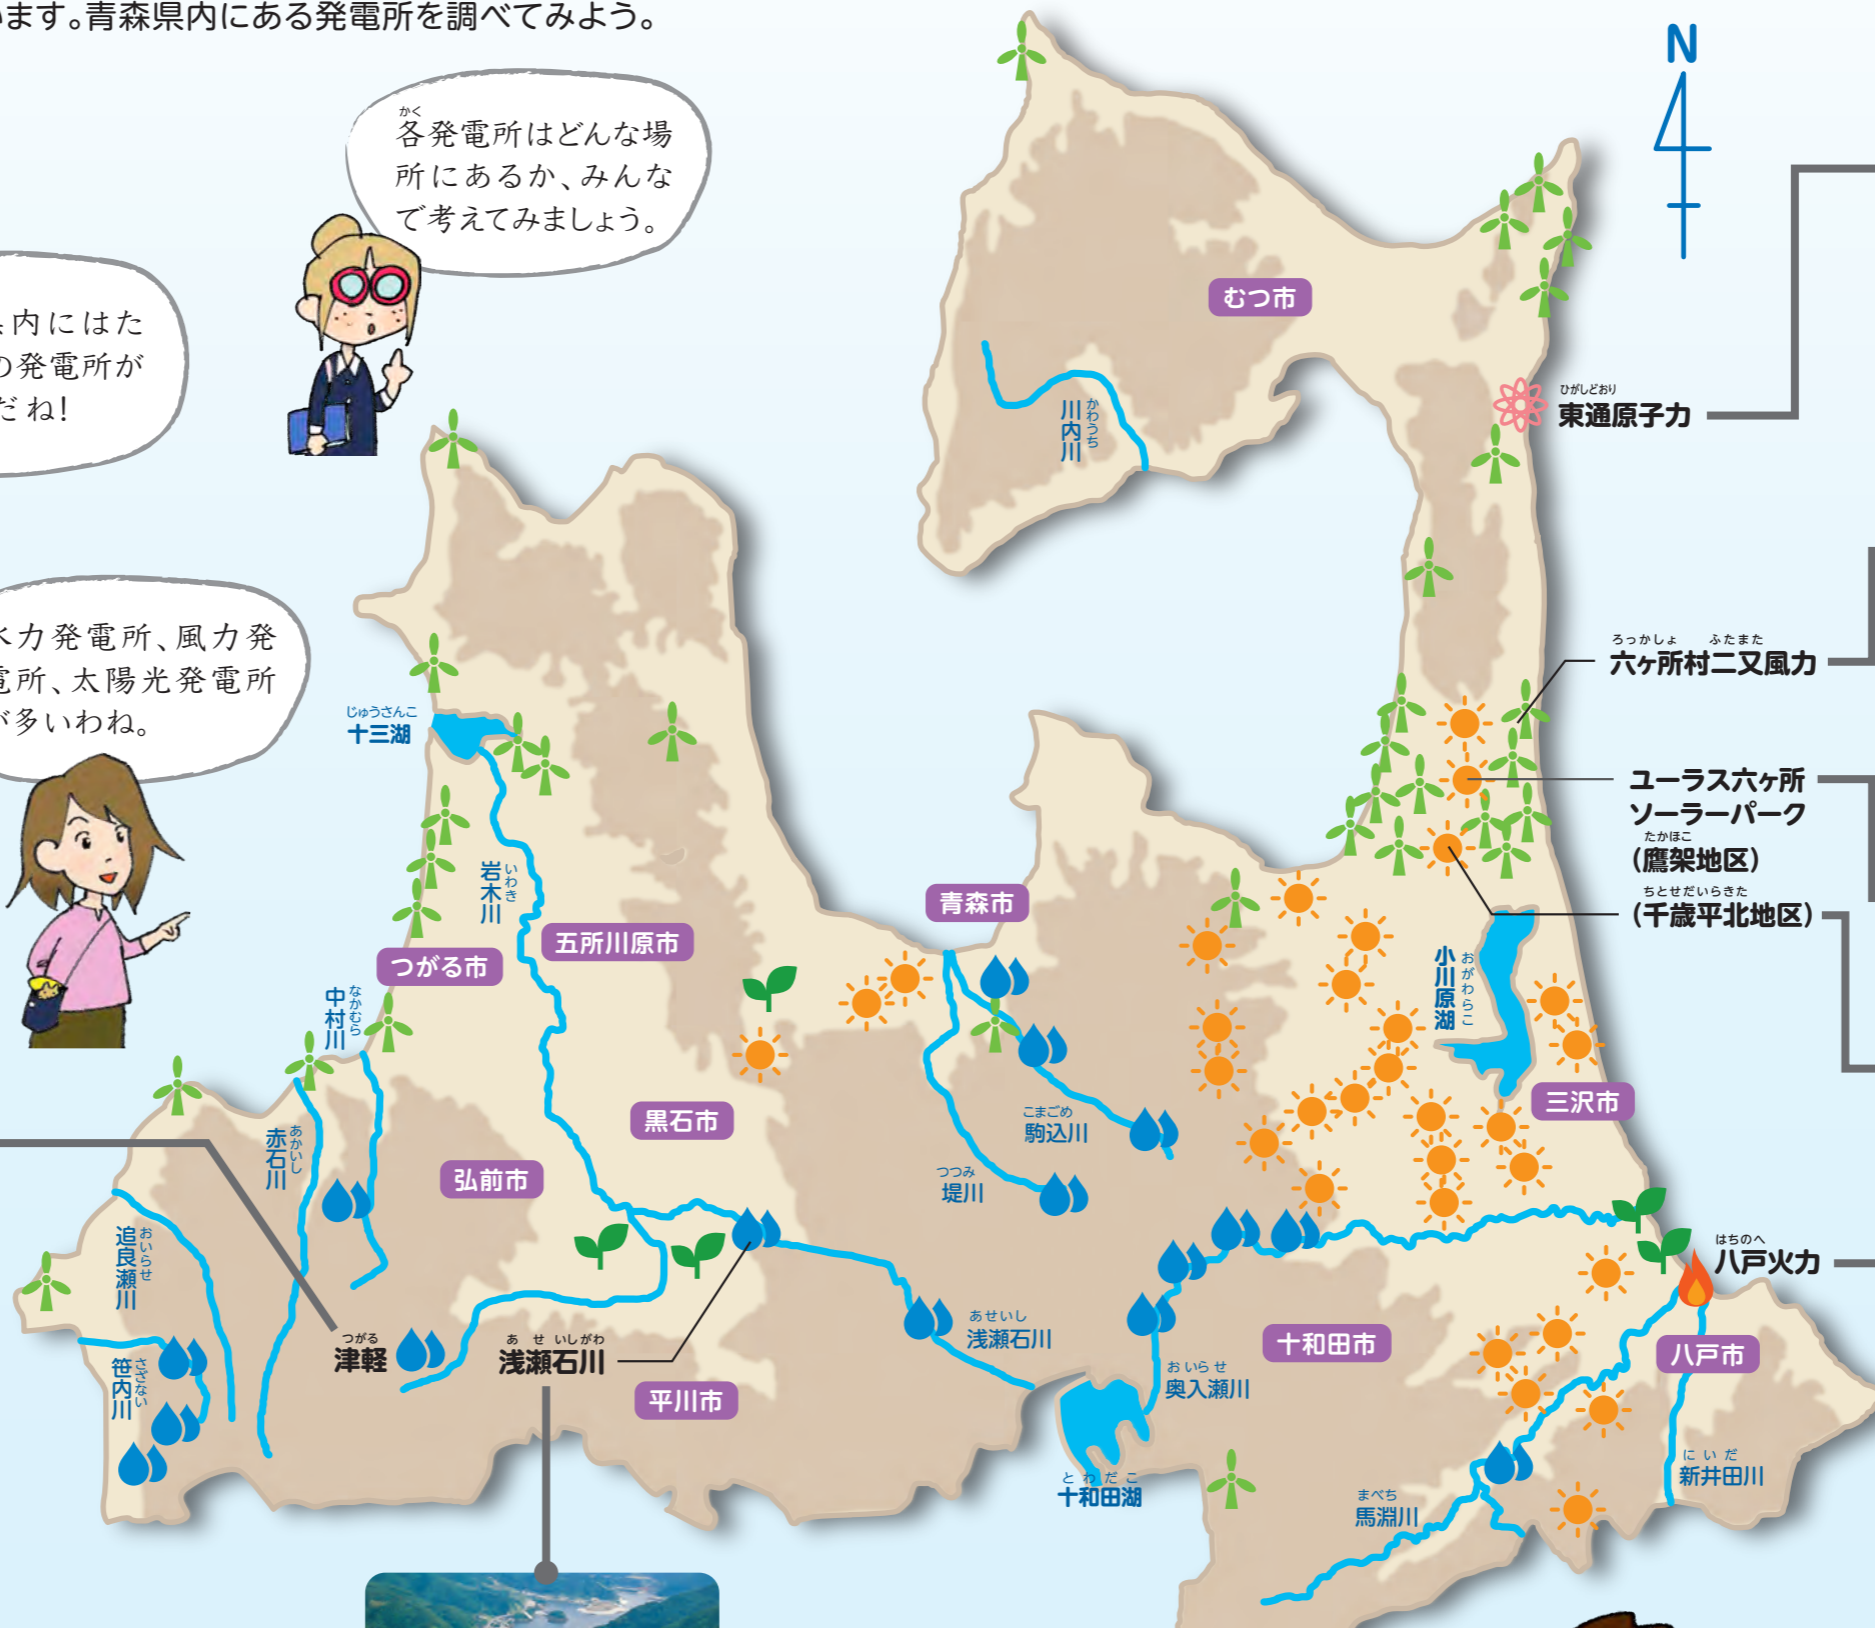 います。青森県内にある発電所を調べてみよう。
かく
各発電所はどんな場
所にあるか、みんな
で考えてみましょう。
県内にはた
の発電所が
だね!
水力発電所、風力発
電所、太陽光発電所
が多いわね。
N
むつ市
かわうち
川内川
ひがしどおり
東通原子力
ろっかしょ ふたまた
六ヶ所村二又風力
ユーラス六ヶ所
ソーラーパーク
たかほこ
(鷹架地区)
ちとせだいらきた
(千歳平北地区)
じゅうさんこ
十三湖
いわき
岩木川
五所川原市
つがる市
なかむら
中村川
青森市
おがわらこ
小川原湖
三沢市
黒石市
弘前市
あかいし
赤石川
こまごめ
駒込川
つつみ
堤川
おいらせ
追良瀬川
さざない
笹内川
つがる
津軽
あせいしがわ
浅瀬石川
平川市
あせいし
浅瀬石川
おいらせ
奥入瀬川
十和田市
とわだこ
十和田湖
はちのへ
八戸火力
八戸市
にいだ
新井田川
まべち
馬淵川